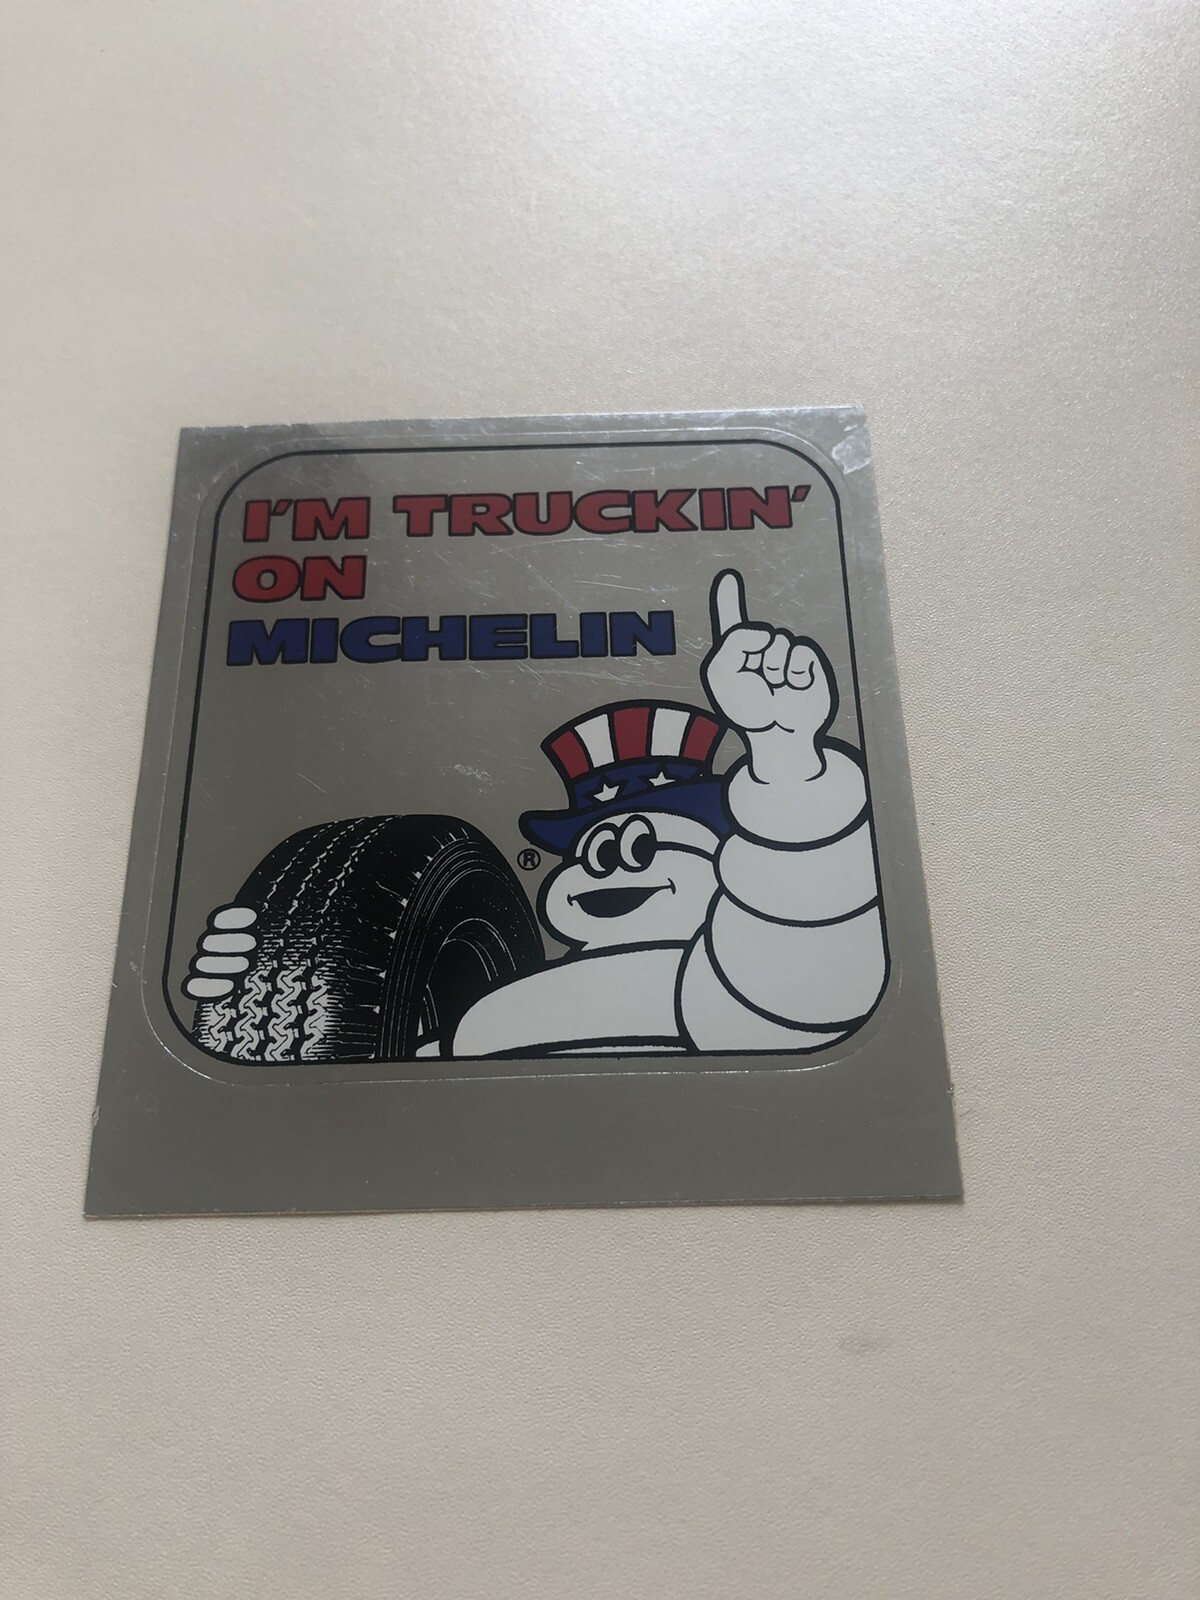 I'M TRUCKIN'
ON
MICHELIN
®